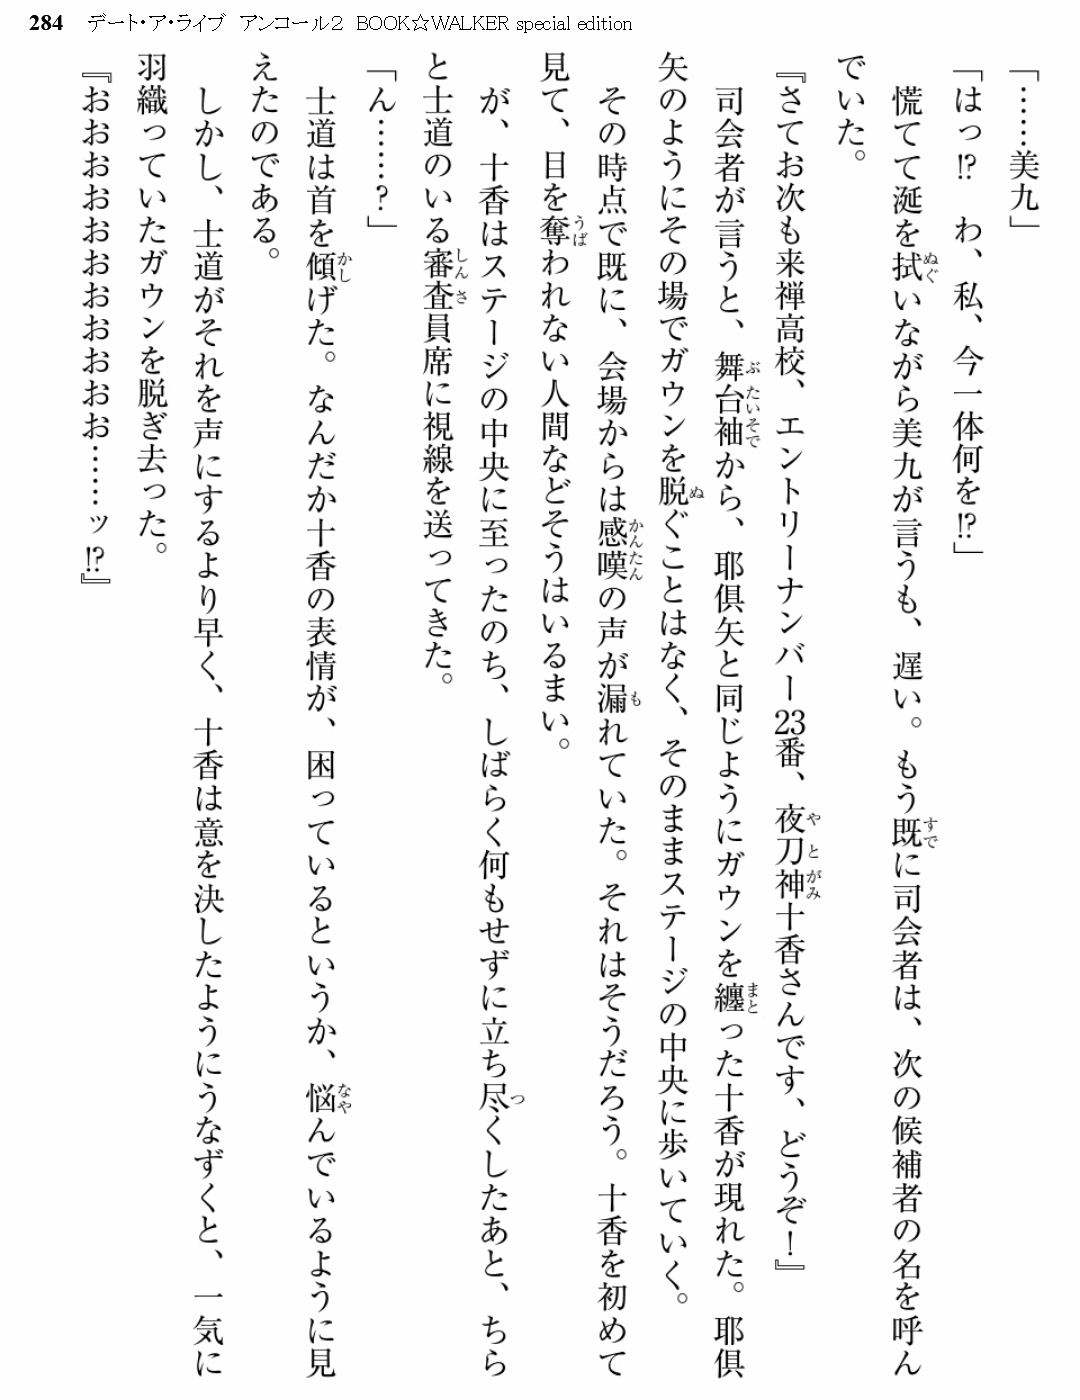 284 デート・ア・ライブ アンコール2 BOOK☆WALKER special edition
「……美九」
「はっ!? わ、私、今一体何を!?」
　慌てて涎を拭いながら美九が言うも、遅い。もう既に司会者は、次の候補者の名を呼ん
でいた。
『さてお次も来禅高校、エントリーナンバー23番、夜刀神十香さんです、どうぞ！』
　司会者が言うと、舞台袖から、耶倶矢と同じようにガウンを纏った十香が現れた。耶倶
矢のようにその場でガウンを脱ぐことはなく、そのままステージの中央に歩いていく。
　その時点で既に、会場からは感嘆の声が漏れていた。それはそうだろう。十香を初めて
見て、目を奪われない人間などそうはいるまい。
　が、十香はステージの中央に至ったのち、しばらく何もせずに立ち尽くしたあと、ちら
と士道のいる審査員席に視線を送ってきた。
「ん……？」
　士道は首を傾げた。なんだか十香の表情が、困っているというか、悩んでいるように見
えたのである。
　しかし、士道がそれを声にするより早く、十香は意を決したようにうなずくと、一気に
羽織っていたガウンを脱ぎ去った。
『おおおおおおおおおおお……ッ!?』